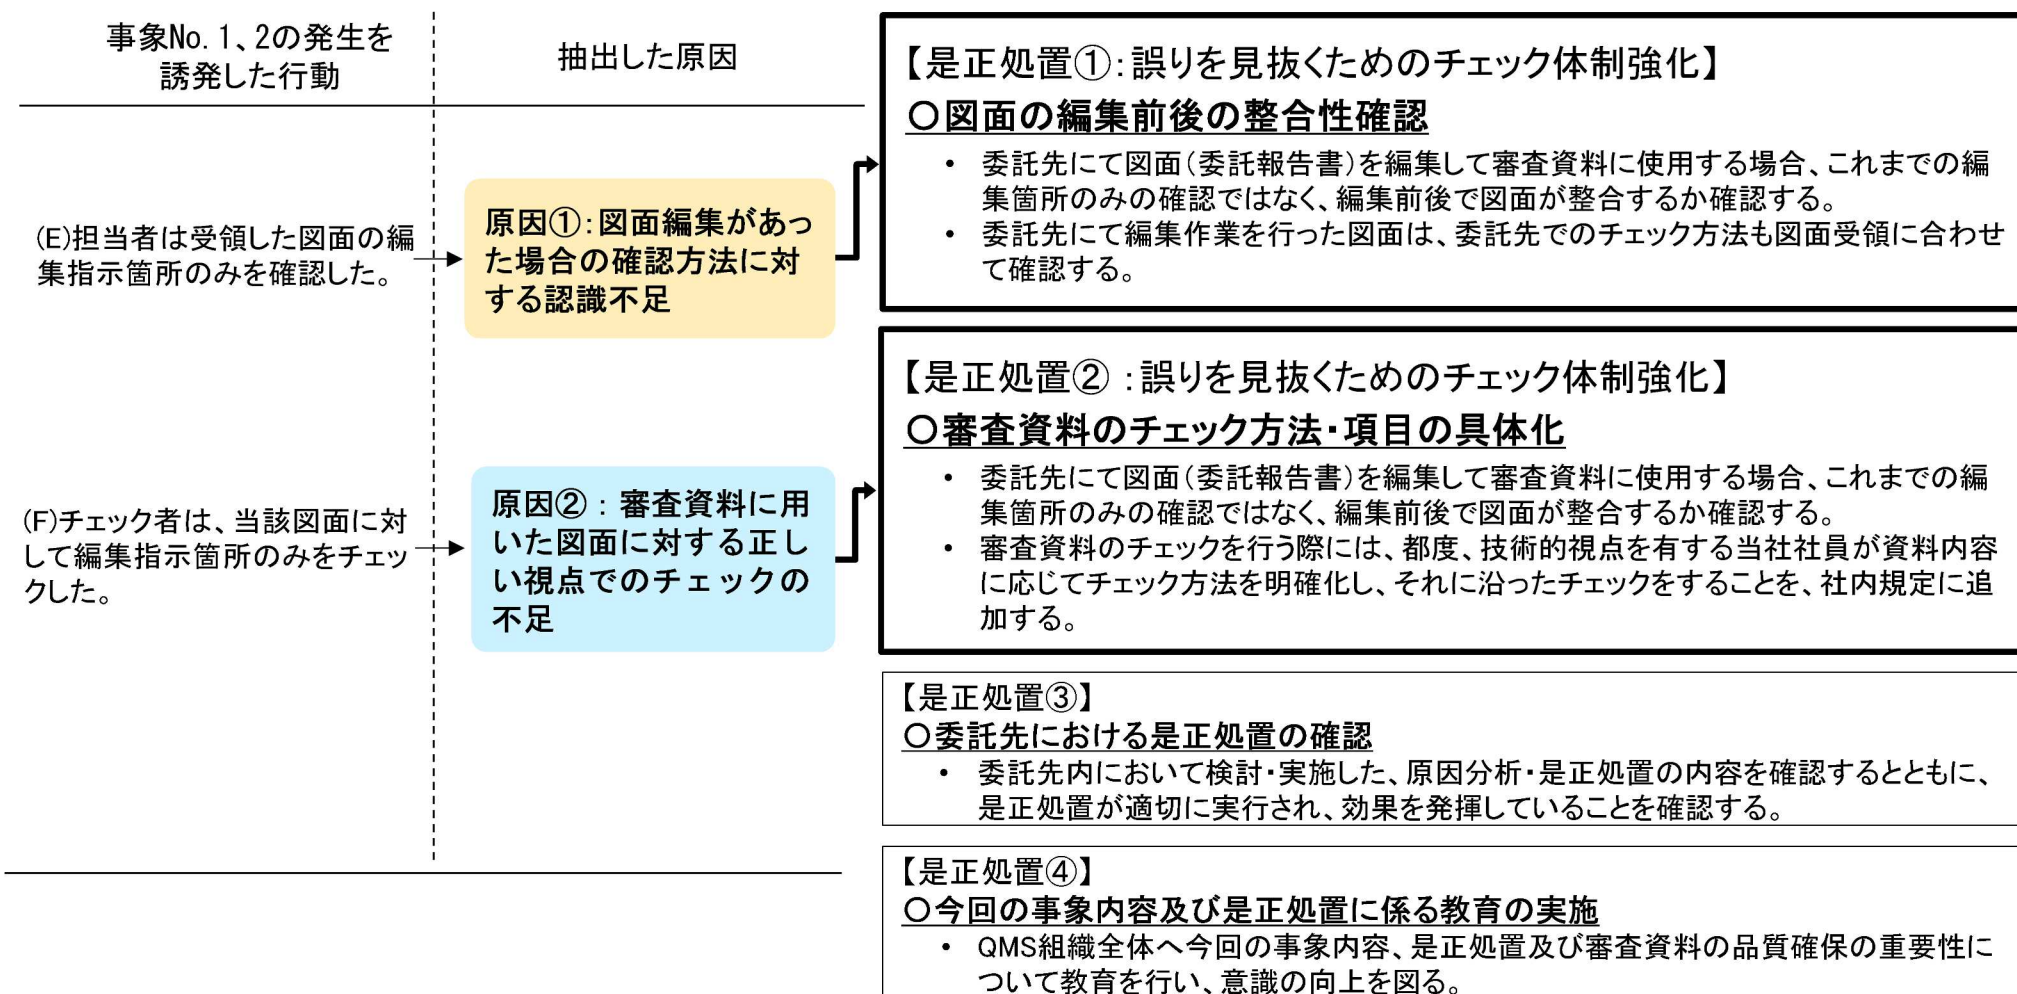 事象No.1、2の発生を
誘発した行動
抽出した原因
(E)担当者は受領した図面の編
集指示箇所のみを確認した。
原因①:図面編集があっ
た場合の確認方法に対
する認識不足
(F)チェック者は、当該図面に対
して編集指示箇所のみをチェッ
クした。
原因②:審査資料に用
いた図面に対する正し
い視点でのチェックの
不足
【是正処置①:誤りを見抜くためのチェック体制強化】
○図面の編集前後の整合性確認
• 委託先にて図面(委託報告書)を編集して審査資料に使用する場合、これまでの編
集箇所のみの確認ではなく、編集前後で図面が整合するか確認する。
• 委託先にて編集作業を行った図面は、委託先でのチェック方法も図面受領に合わせ
て確認する。
【是正処置②:誤りを見抜くためのチェック体制強化】
○審査資料のチェック方法・項目の具体化
• 委託先にて図面(委託報告書)を編集して審査資料に使用する場合、これまでの編
集箇所のみの確認ではなく、編集前後で図面が整合するか確認する。
• 審査資料のチェックを行う際には、都度、技術的視点を有する当社社員が資料内容
に応じてチェック方法を明確化し、それに沿ったチェックをすることを、社内規定に追
加する。
【是正処置③】
○委託先における是正処置の確認
• 委託先内において検討・実施した、原因分析・是正処置の内容を確認するとともに、
是正処置が適切に実行され、効果を発揮していることを確認する。
【是正処置④】
○今回の事象内容及び是正処置に係る教育の実施
• QMS組織全体へ今回の事象内容、是正処置及び審査資料の品質確保の重要性に
ついて教育を行い、意識の向上を図る。